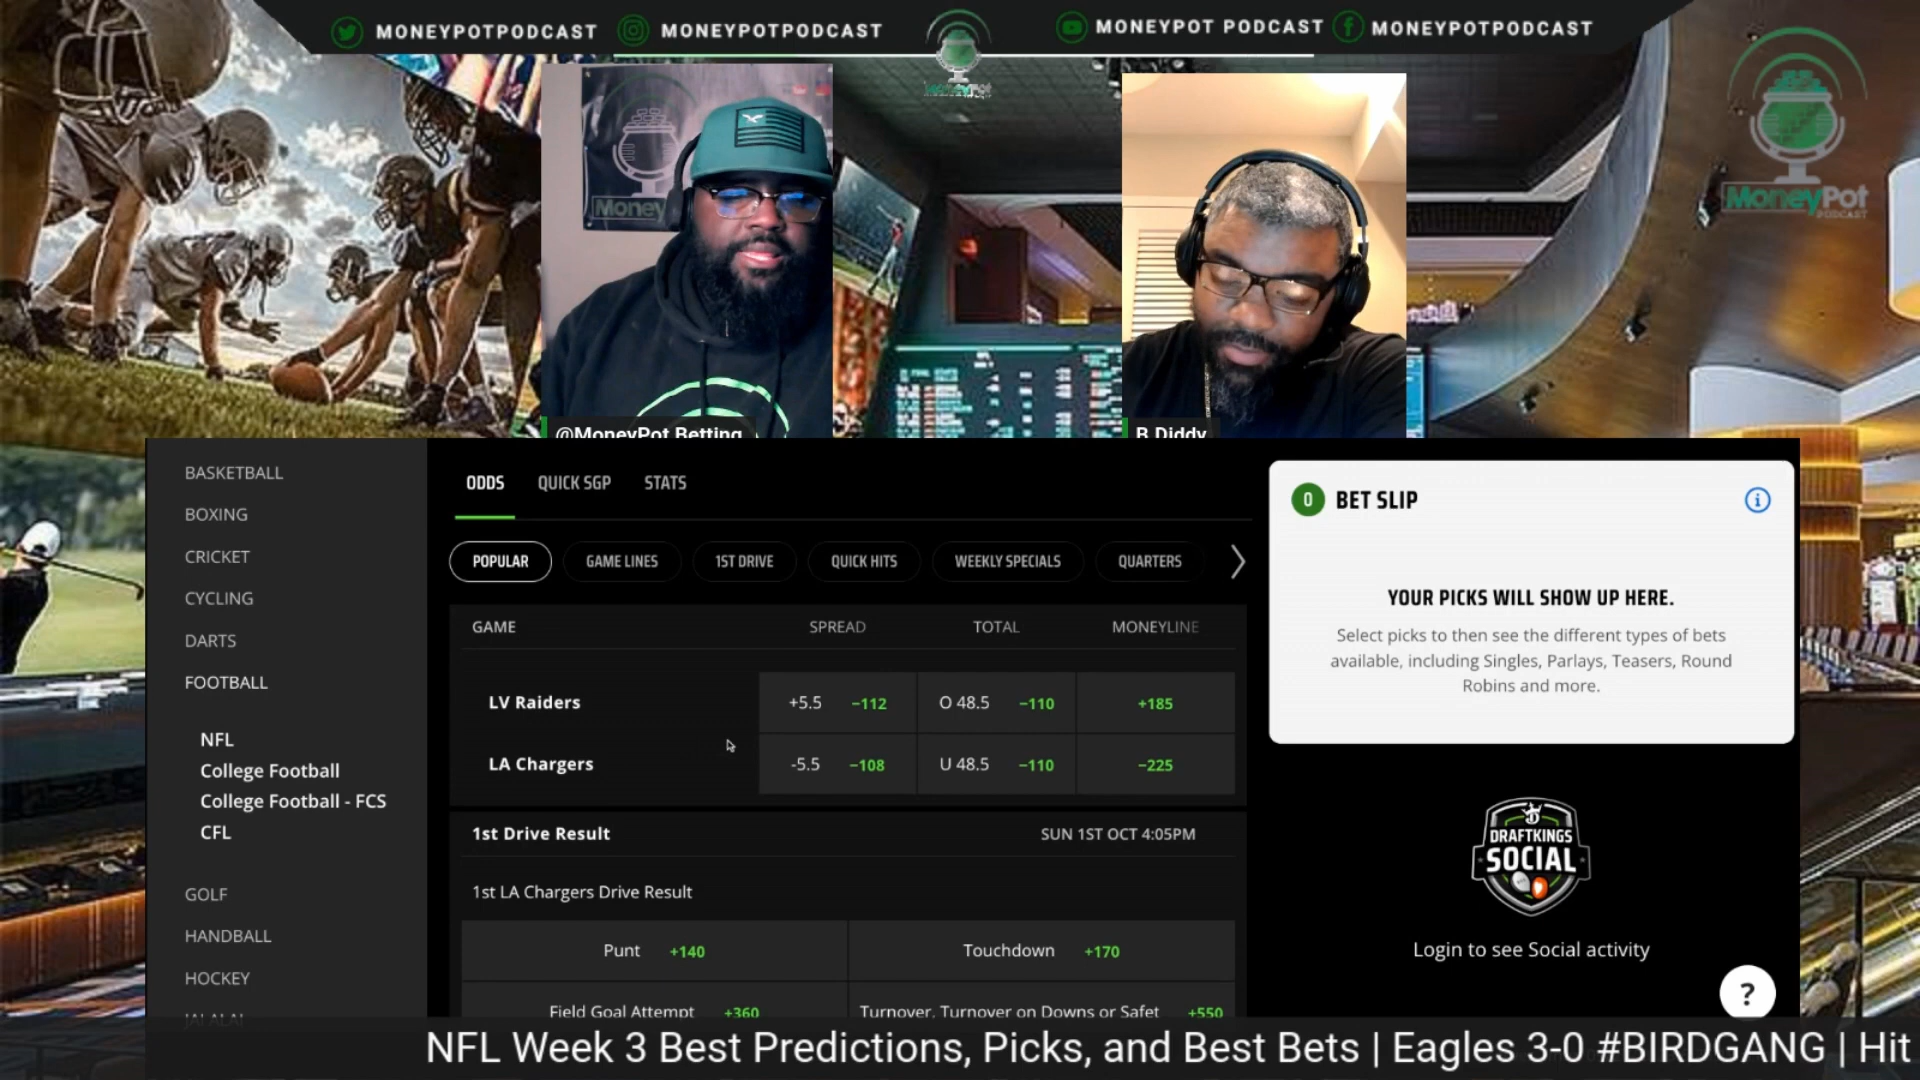 MONEYPOTPODCAST
MONEYPOTPODCAST
MONEYPOT PODCAST
MONEYPOTPODCAST
MoneyPot
PODCAST
Money
@MoneyPot Betting
B Diddy
BASKETBALL
BOXING
CRICKET
CYCLING
DARTS
FOOTBALL
NFL
College Football
College Football - FCS
CFL
GOLF
HANDBALL
HOCKEY
ODDS QUICK SGP STATS
POPULAR GAME LINES 1ST DRIVE QUICK HITS WEEKLY SPECIALS QUARTERS
GAME SPREAD TOTAL MONEYLINE
LV Raiders +5.5 −112 O 48.5 −110 +185
LA Chargers -5.5 −108 U 48.5 −110 −225
1st Drive Result SUN 1ST OCT 4:05PM
1st LA Chargers Drive Result
Punt +140 Touchdown +170
Field Goal Attempt +360 Turnover, Turnover on Downs or Safet +550
0 BET SLIP
YOUR PICKS WILL SHOW UP HERE.
Select picks to then see the different types of bets
available, including Singles, Parlays, Teasers, Round
Robins and more.
DRAFTKINGS
SOCIAL
Login to see Social activity
?
NFL Week 3 Best Predictions, Picks, and Best Bets | Eagles 3-0 #BIRDGANG | Hit